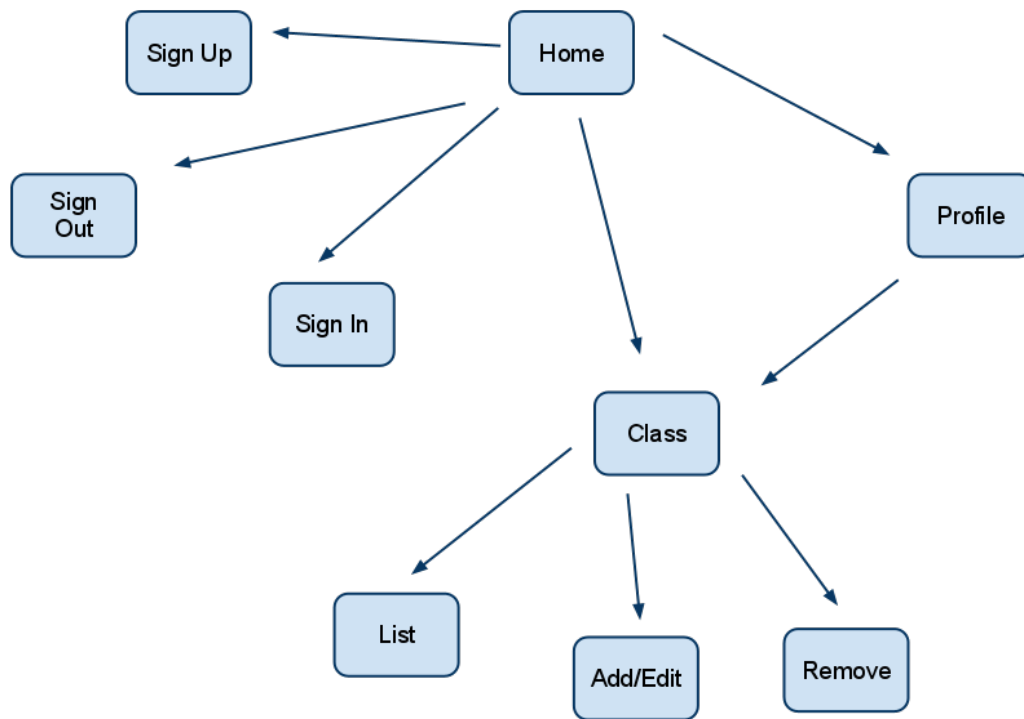 Sign Up
Home
Sign
Out
Profile
Sign In
Class
List
Add/Edit
Remove